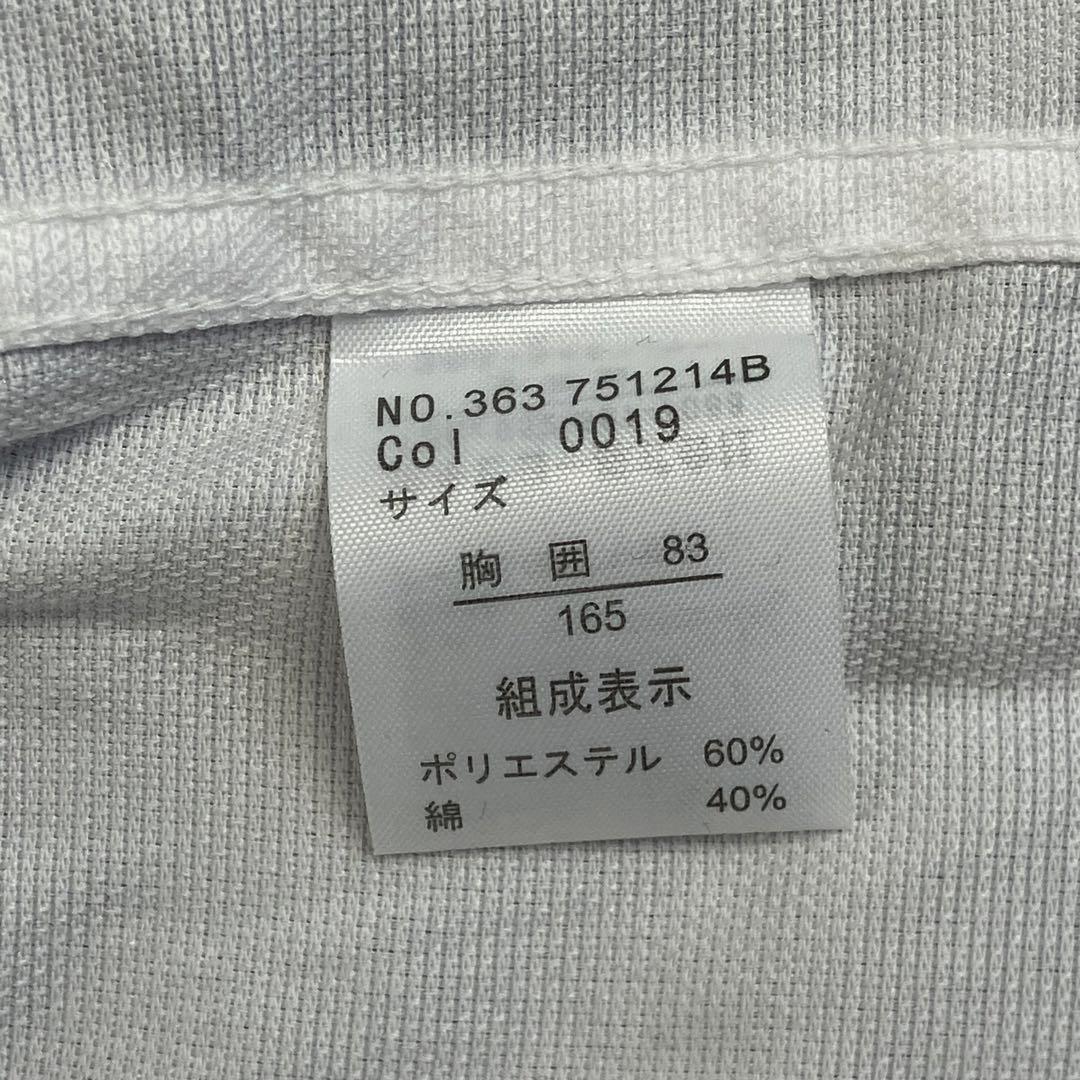 NO.363 751214B
Col 0019
サイズ
胸 囲 83
165
組成表示
ポリエステル 60%
綿 40%